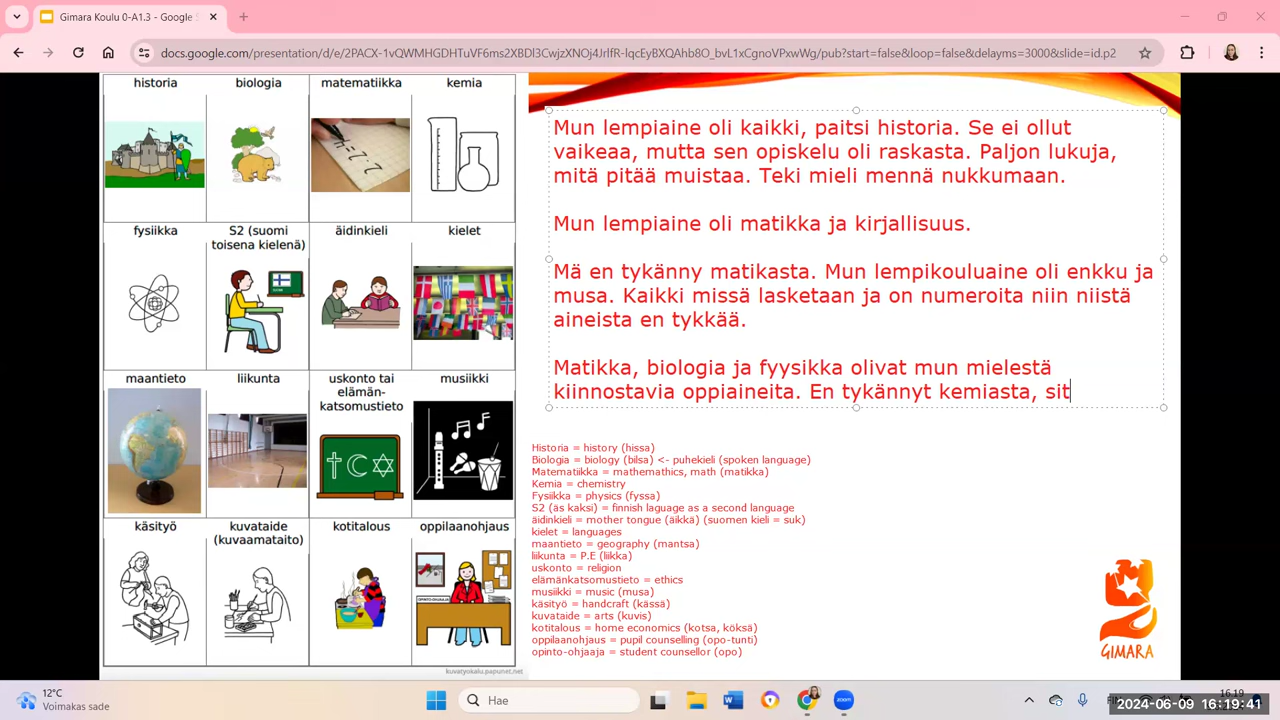 Gimara Koulu 0-A1.3 - Google S
docs.google.com/presentation/d/e/2PACX-1vQWMHGDHTuVF6ms2XBDl3CwjzXNOj4JrlfR-lqcEyBXQAhb8O_bvL1xCgnoVPxwWg/pub?start=false&loop=false&delayms=3000&slide=id.p2
historia
biologia
matematiikka
kemia
fysiikka
S2 (suomi
toisena kielenä)
äidinkieli
kielet
maantieto
liikunta
uskonto tai
elämän-
katsomustieto
musiikki
käsityö
kuvataide
(kuvaamataito)
kotitalous
oppilaanohjaus
kuvatyokalu.papunet.net
Mun lempiaine oli kaikki, paitsi historia. Se ei ollut
vaikeaa, mutta sen opiskelu oli raskasta. Paljon lukuja,
mitä pitää muistaa. Teki mieli mennä nukkumaan.
Mun lempiaine oli matikka ja kirjallisuus.
Mä en tykänny matikasta. Mun lempikouluaine oli enkku ja
musa. Kaikki missä lasketaan ja on numeroita niin niistä
aineista en tykkää.
Matikka, biologia ja fyysikka olivat mun mielestä
kiinnostavia oppiaineita. En tykännyt kemiasta, sit
Historia = history (hissa)
Biologia = biology (bilsa) <- puhekieli (spoken language)
Matematiikka = mathemathics, math (matikka)
Kemia = chemistry
Fysiikka = physics (fyssa)
S2 (äs kaksi) = finnish laguage as a second language
äidinkieli = mother tongue (äikkä) (suomen kieli = suk)
kielet = languages
maantieto = geography (mantsa)
liikunta = P.E (liikka)
uskonto = religion
elämänkatsomustieto = ethics
musiikki = music (musa)
käsityö = handcraft (kässä)
kuvataide = arts (kuvis)
kotitalous = home economics (kotsa, köksä)
oppilaanohjaus = pupil counselling (opo-tunti)
opinto-ohjaaja = student counsellor (opo)
GIMARA
12°C
Voimakas sade
Hae
zoom
FIN
16.19
2024-06-09 16:19:41